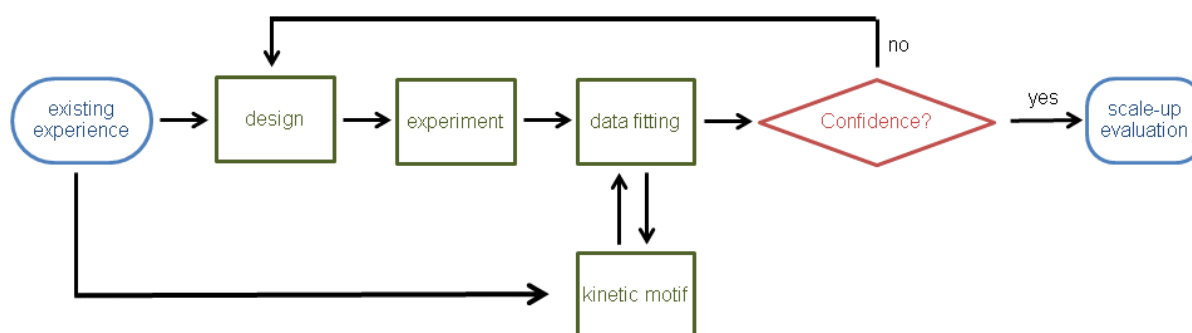 no
existing
experience
design
experiment
data fitting
Confidence?
yes
scale-up
evaluation
kinetic motif